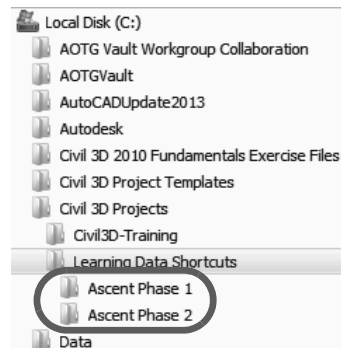 Local Disk (C:)
AOTG Vault Workgroup Collaboration
AOTGVault
AutoCADUpdate2013
Autodesk
Civil 3D 2010 Fundamentals Exercise Files
Civil 3D Project Templates
Civil 3D Projects
Civil3D-Training
Learning Data Shortcuts
Ascent Phase 1
Ascent Phase 2
Data